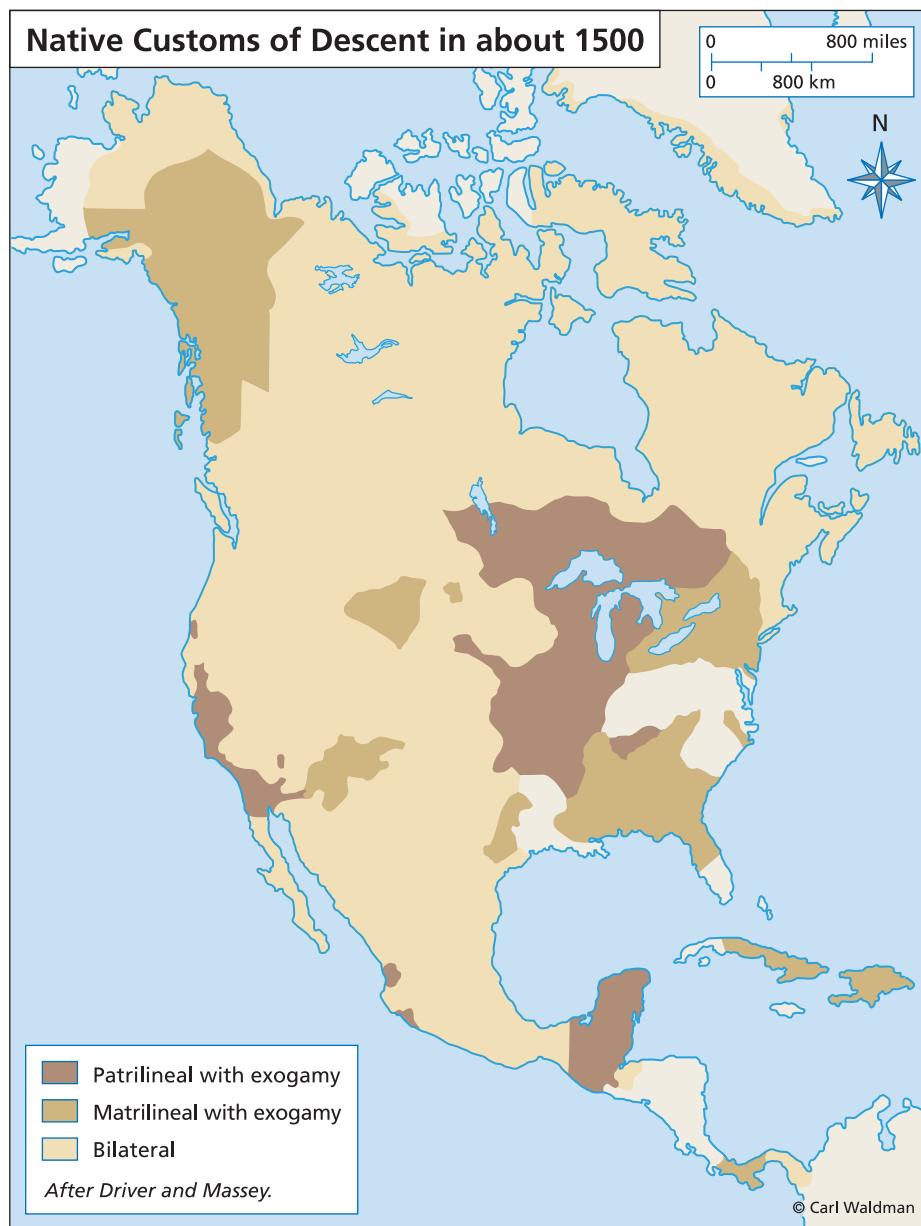 Native Customs of Descent in about 1500
0 800 miles
0 800 km
N
Patrilineal with exogamy
Matrilineal with exogamy
Bilateral
After Driver and Massey.
© Carl Waldman